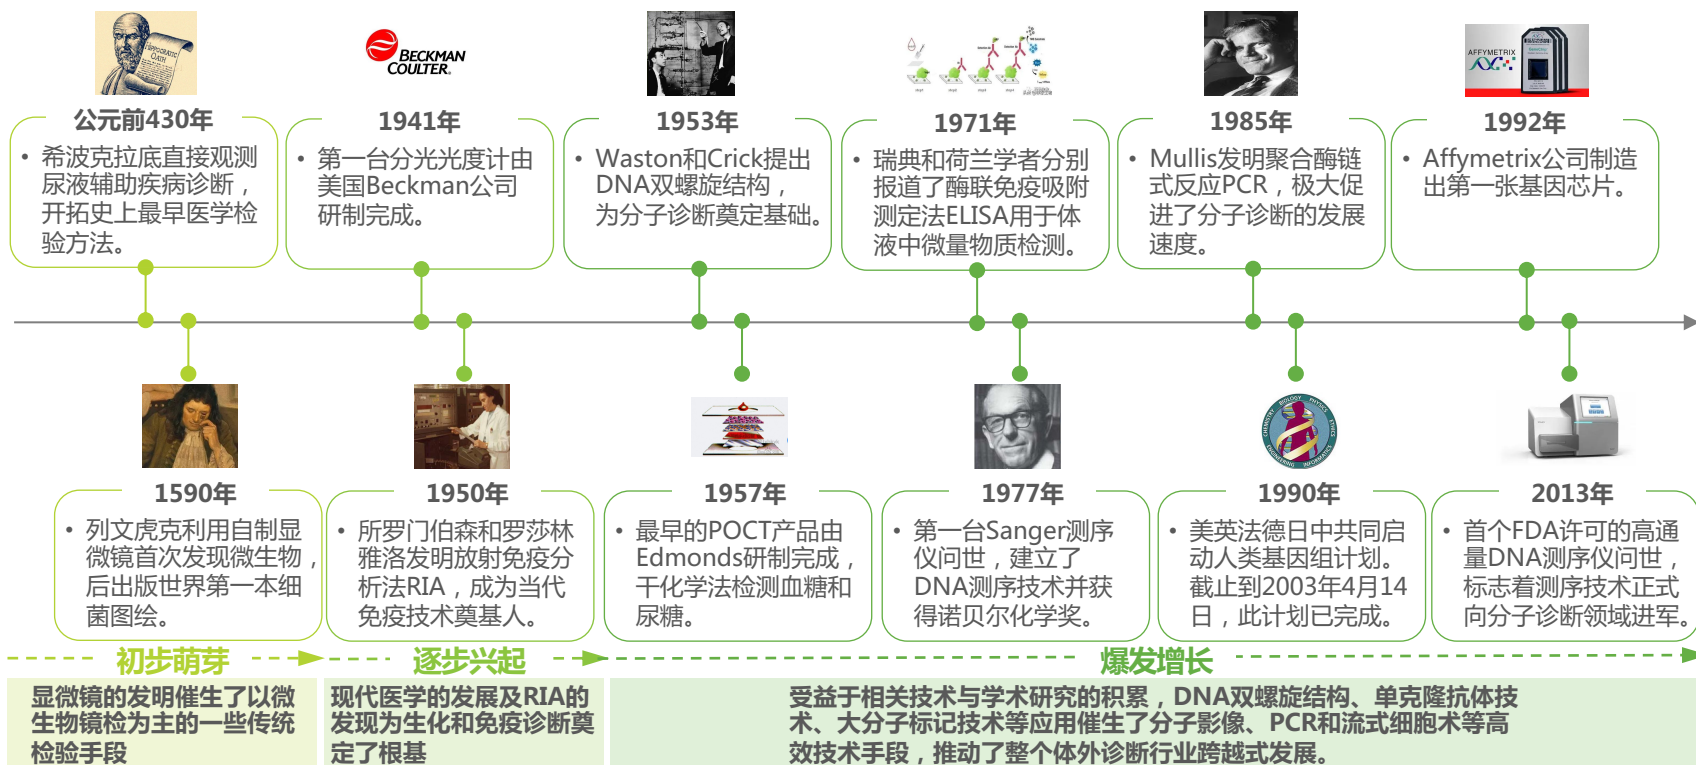 HIPPOCRATIC
OATH
BECKMAN
COULTER
AFFYMETRIX
公元前430年
• 希波克拉底直接观测
尿液辅助疾病诊断，
开拓史上最早医学检
验方法。
1941年
• 第一台分光光度计由
美国Beckman公司
研制完成。
1953年
• Waston和Crick提出
DNA双螺旋结构，
为分子诊断奠定基础。
1971年
• 瑞典和荷兰学者分别
报道了酶联免疫吸附
测定法ELISA用于体
液中微量物质检测。
1985年
• Mullis发明聚合酶链
式反应PCR，极大促
进了分子诊断的发展
速度。
1992年
• Affymetrix公司制造
出第一张基因芯片。
CHEMISTRY BIOLOGY PHYSICS
ETHICS
INFORMATICS
ENGINEERING
1590年
• 列文虎克利用自制显
微镜首次发现微生物，
后出版世界第一本细
菌图绘。
1950年
• 所罗门伯森和罗莎林
雅洛发明放射免疫分
析法RIA，成为当代
免疫技术奠基人。
1957年
• 最早的POCT产品由
Edmonds研制完成，
干化学法检测血糖和
尿糖。
1977年
• 第一台Sanger测序
仪问世，建立了
DNA测序技术并获
得诺贝尔化学奖。
1990年
• 美英法德日中共同启
动人类基因组计划。
截止到2003年4月14
日，此计划已完成。
2013年
• 首个FDA许可的高通
量DNA测序仪问世，
标志着测序技术正式
向分子诊断领域进军。
初步萌芽
逐步兴起
爆发增长
显微镜的发明催生了以微
生物镜检为主的一些传统
检验手段
现代医学的发展及RIA的
发现为生化和免疫诊断奠
定了根基
受益于相关技术与学术研究的积累，DNA双螺旋结构、单克隆抗体技
术、大分子标记技术等应用催生了分子影像、PCR和流式细胞术等高
效技术手段，推动了整个体外诊断行业跨越式发展。